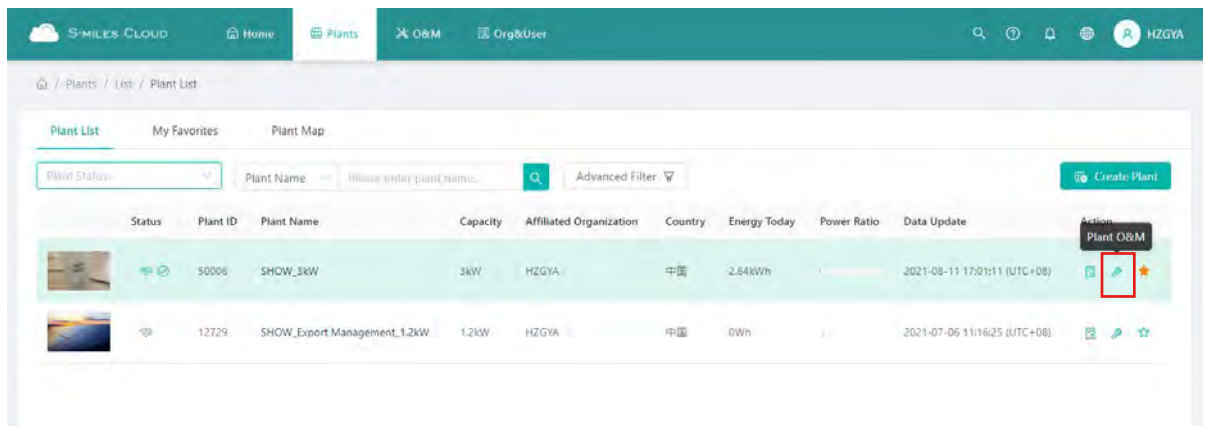 S-MILES CLOUD Home Plants O&M Org&User HZGYA
/ Plants / List / Plant List
Plant List My Favorites Plant Map
Plant Status Plant Name Please enter plant name... Advanced Filter Create Plant
Status Plant ID Plant Name Capacity Affiliated Organization Country Energy Today Power Ratio Data Update Action
Plant O&M
50006 SHOW_3kW 3kW HZGYA 中国 2.64kWh 2021-08-11 17:01:11 (UTC+08)
12729 SHOW_Export Management_1.2kW 1.2kW HZGYA 中国 0Wh 2021-07-06 11:16:25 (UTC+08)